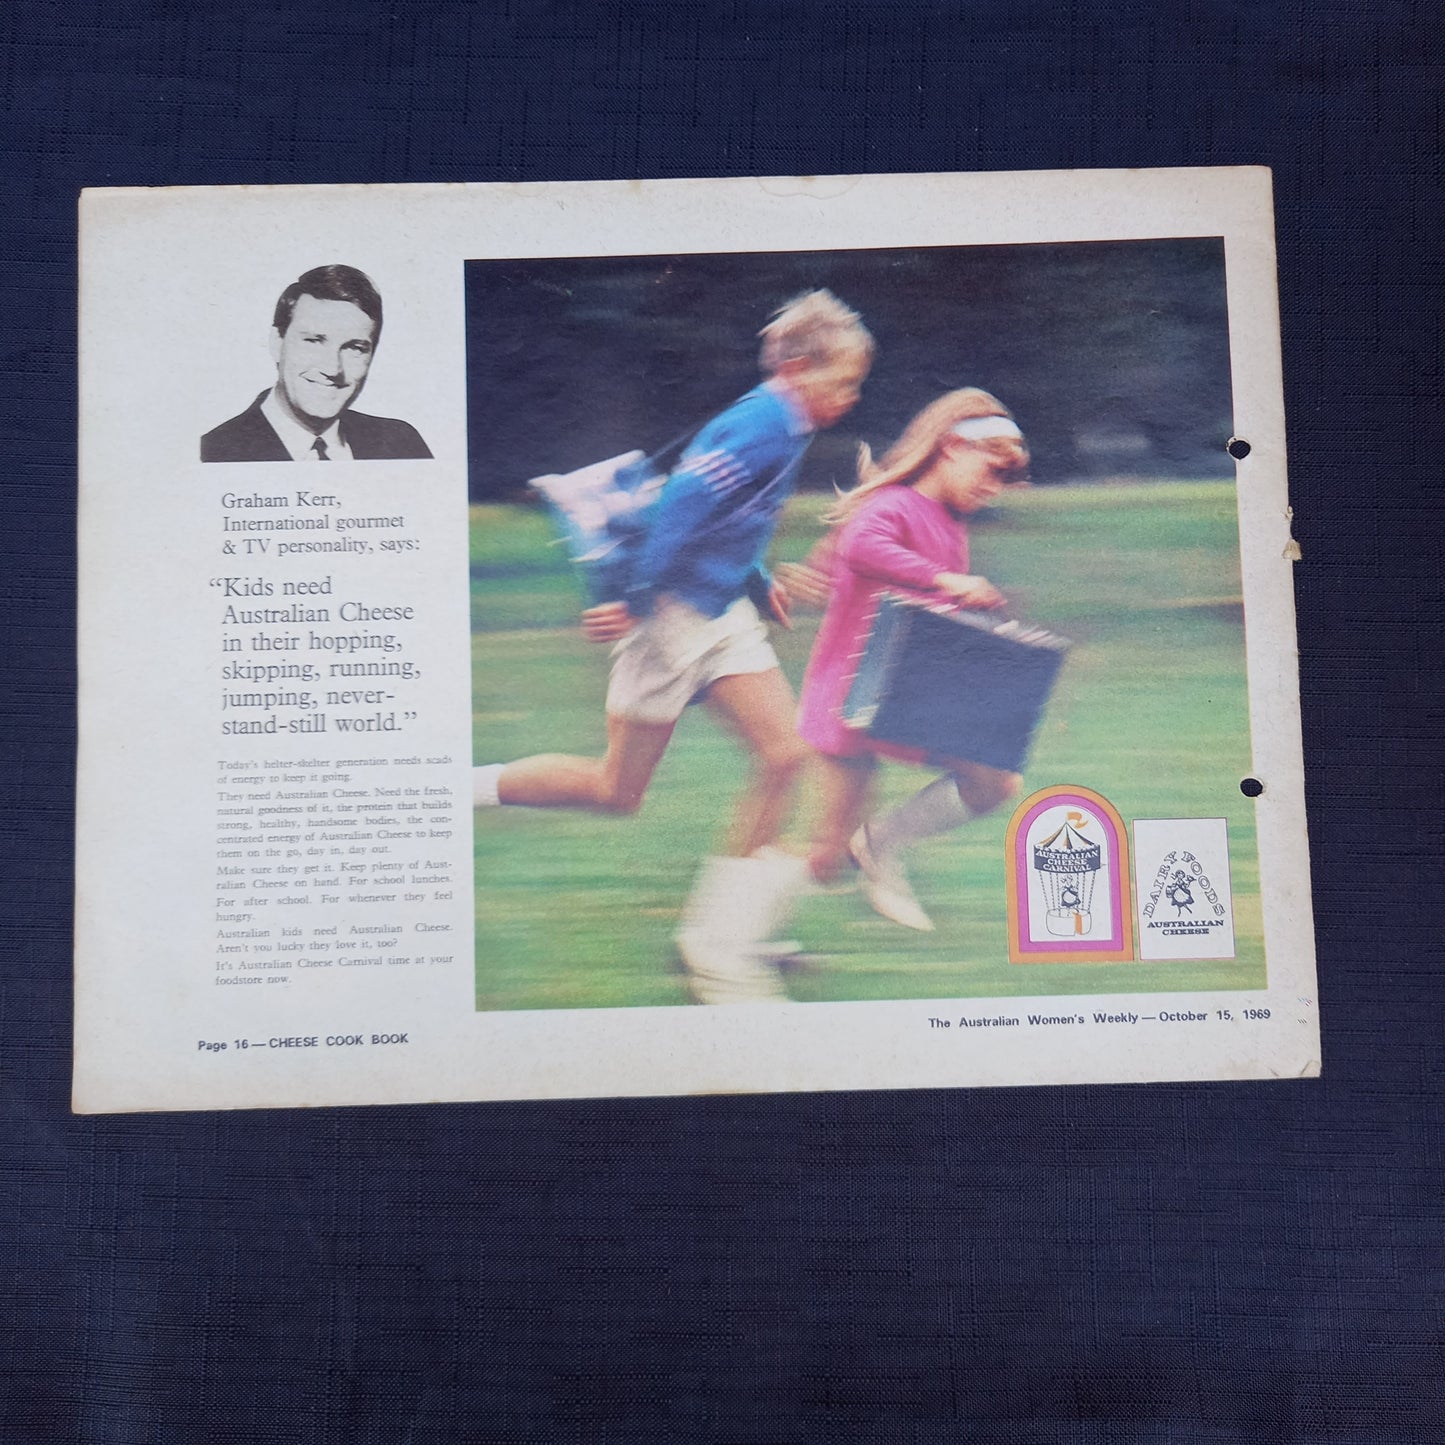 Graham Kerr,
International gourmet
& TV personality, says:
“Kids need
Australian Cheese
in their hopping,
skipping, running,
jumping, never-
stand-still world.”
Today's helter-skelter generation needs scads
of energy to keep it going.
They need Australian Cheese. Need the fresh,
natural goodness of it, the protein that builds
strong, healthy, handsome bodies, the con-
centrated energy of Australian Cheese to keep
them on the go, day in, day out.
Make sure they get it. Keep plenty of Aust-
ralian Cheese on hand. For school lunches.
For after school. For whenever they feel
hungry.
Australian kids need Australian Cheese.
Aren't you lucky they love it, too?
It's Australian Cheese Carnival time at your
foodstore now.
AUSTRALIAN
CHEESE
CARNIVAL
DAIRY FOODS
AUSTRALIAN
CHEESE
Page 16 — CHEESE COOK BOOK
The Australian Women's Weekly — October 15, 1969